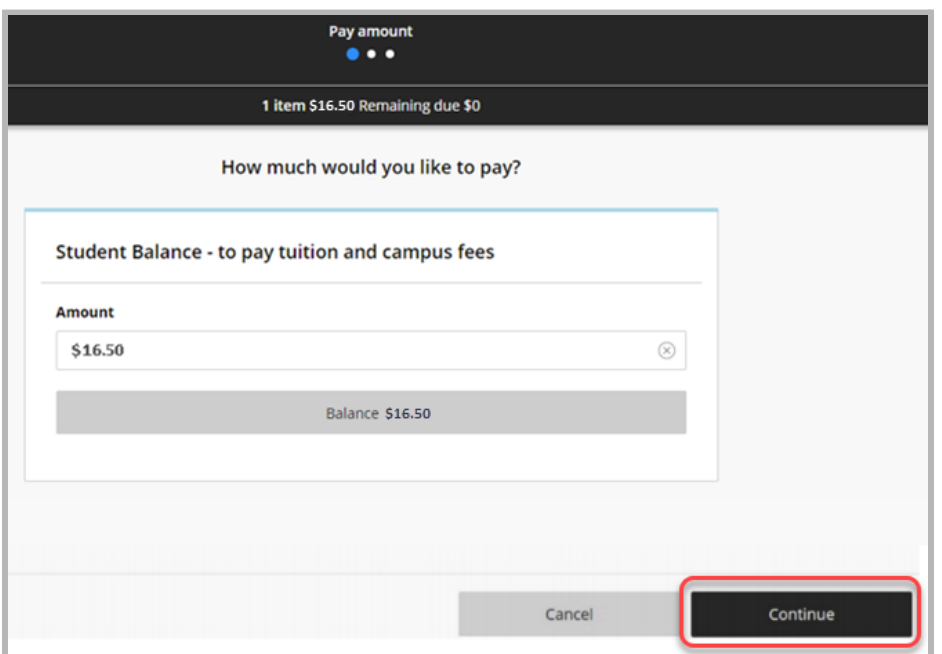 Pay amount
1 item $16.50 Remaining due $0
How much would you like to pay?
Student Balance - to pay tuition and campus fees
Amount
$16.50
Balance $16.50
Cancel
Continue